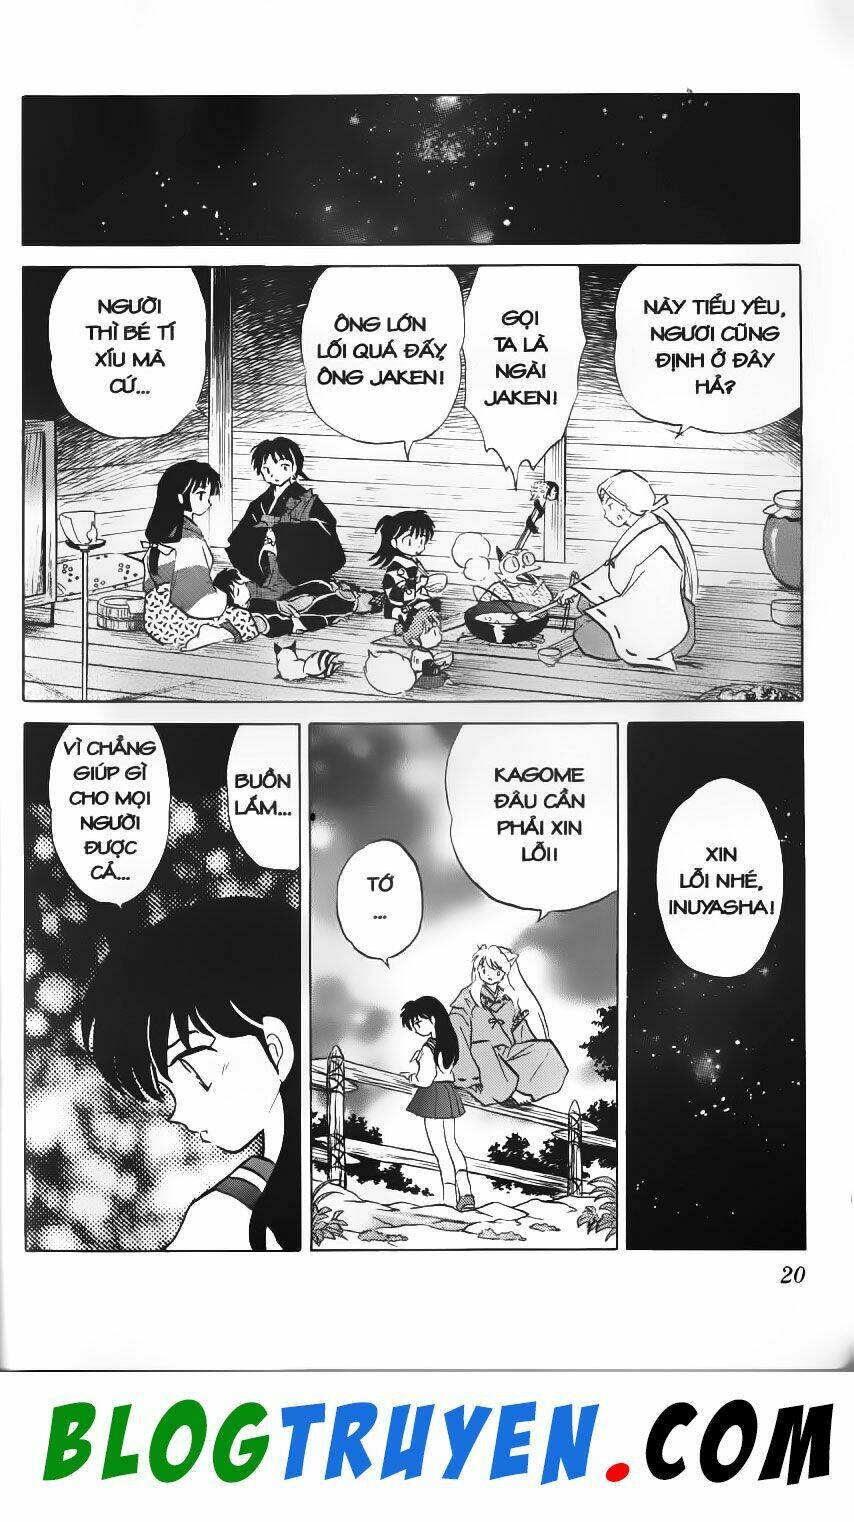 NÀY TIỂU YÊU,
NGƯƠI CŨNG
ĐỊNH Ở ĐÂY
HẢ?
GỌI
TA LÀ
NGÀI
JAKEN!
ÔNG LỚN
LỐI QUÁ ĐẤY,
ÔNG JAKEN!
NGƯỜI
THÌ BÉ TÍ
XÍU MÀ
CỨ...
XIN
LỖI NHÉ,
INUYASHA!
KAGOME
ĐÂU CẦN
PHẢI XIN
LỖI!
TỚ
...
BUỒN
LẮM...
VÌ CHẲNG
GIÚP GÌ
CHO MỌI
NGƯỜI
ĐƯỢC
CẢ...
20
BLOGTRUYEN.COM